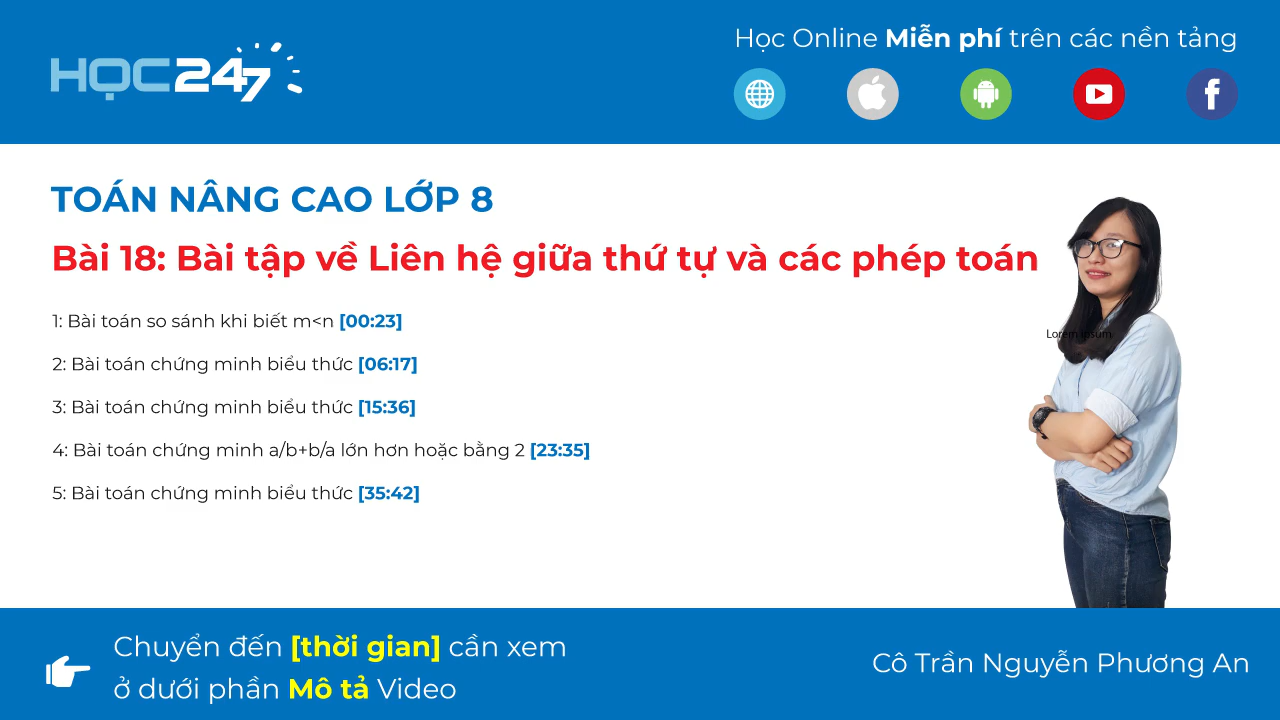 HỌC247
Học Online Miễn phí trên các nền tảng
TOÁN NÂNG CAO LỚP 8
Bài 18: Bài tập về Liên hệ giữa thứ tự và các phép toán
1: Bài toán so sánh khi biết m<n [00:23]
Lorem ipsum
2: Bài toán chứng minh biểu thức [06:17]
3: Bài toán chứng minh biểu thức [15:36]
4: Bài toán chứng minh a/b+b/a lớn hơn hoặc bằng 2 [23:35]
5: Bài toán chứng minh biểu thức [35:42]
Chuyển đến [thời gian] cần xem
ở dưới phần Mô tả Video
Cô Trần Nguyễn Phương An